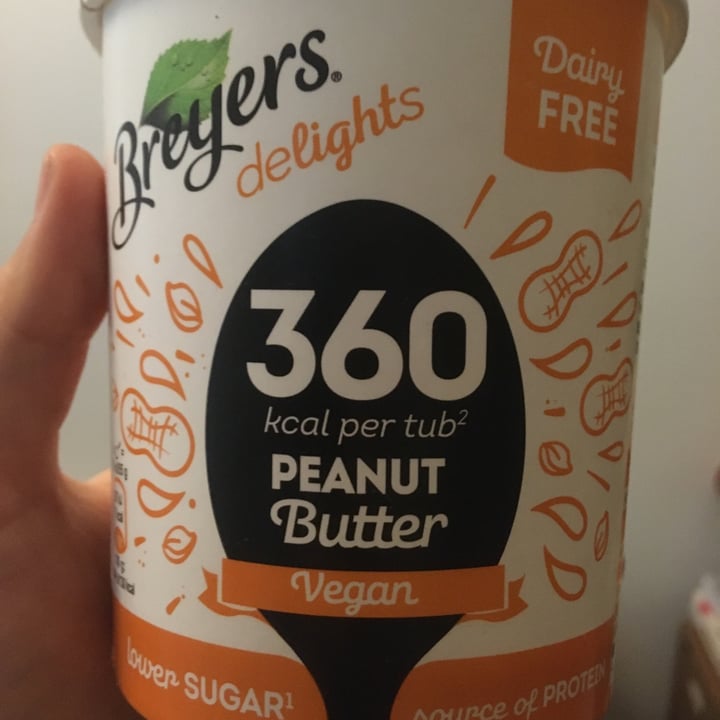 Breyers®
delights
Dairy
FREE
360
kcal per tub²
PEANUT
Butter
Vegan
lower SUGAR¹
source of PROTEIN